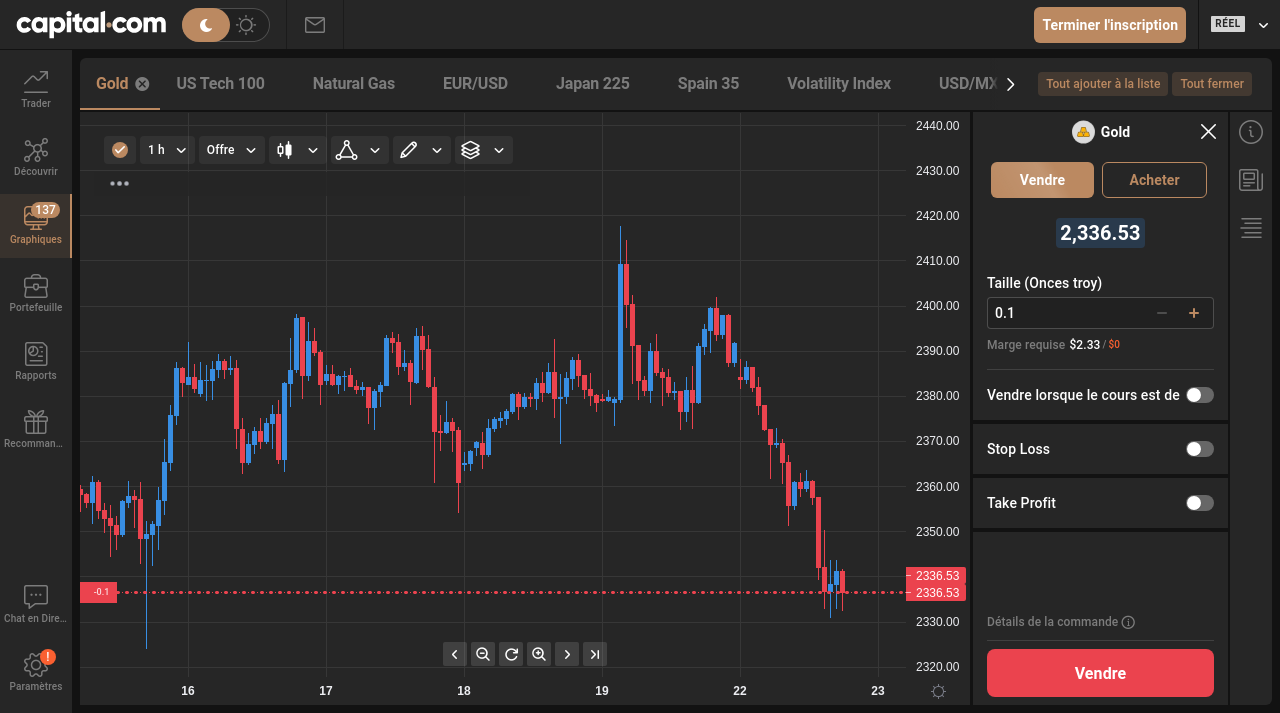 capital.com
Terminer l'inscription
RÉEL
Trader
Découvrir
137
Graphiques
Portefeuille
Rapports
Recomman...
Chat en Dire...
!
Paramètres
Gold
US Tech 100
Natural Gas
EUR/USD
Japan 225
Spain 35
Volatility Index
USD/MX
Tout ajouter à la liste
Tout fermer
1 h
Offre
2440.00
2430.00
2420.00
2410.00
2400.00
2390.00
2380.00
2370.00
2360.00
2350.00
2336.53
-0.1
2336.53
2330.00
2320.00
16
17
18
19
22
23
Gold
Vendre
Acheter
2,336.53
Taille (Onces troy)
0.1
Marge requise $2.33 / $0
Vendre lorsque le cours est de
Stop Loss
Take Profit
Détails de la commande
Vendre